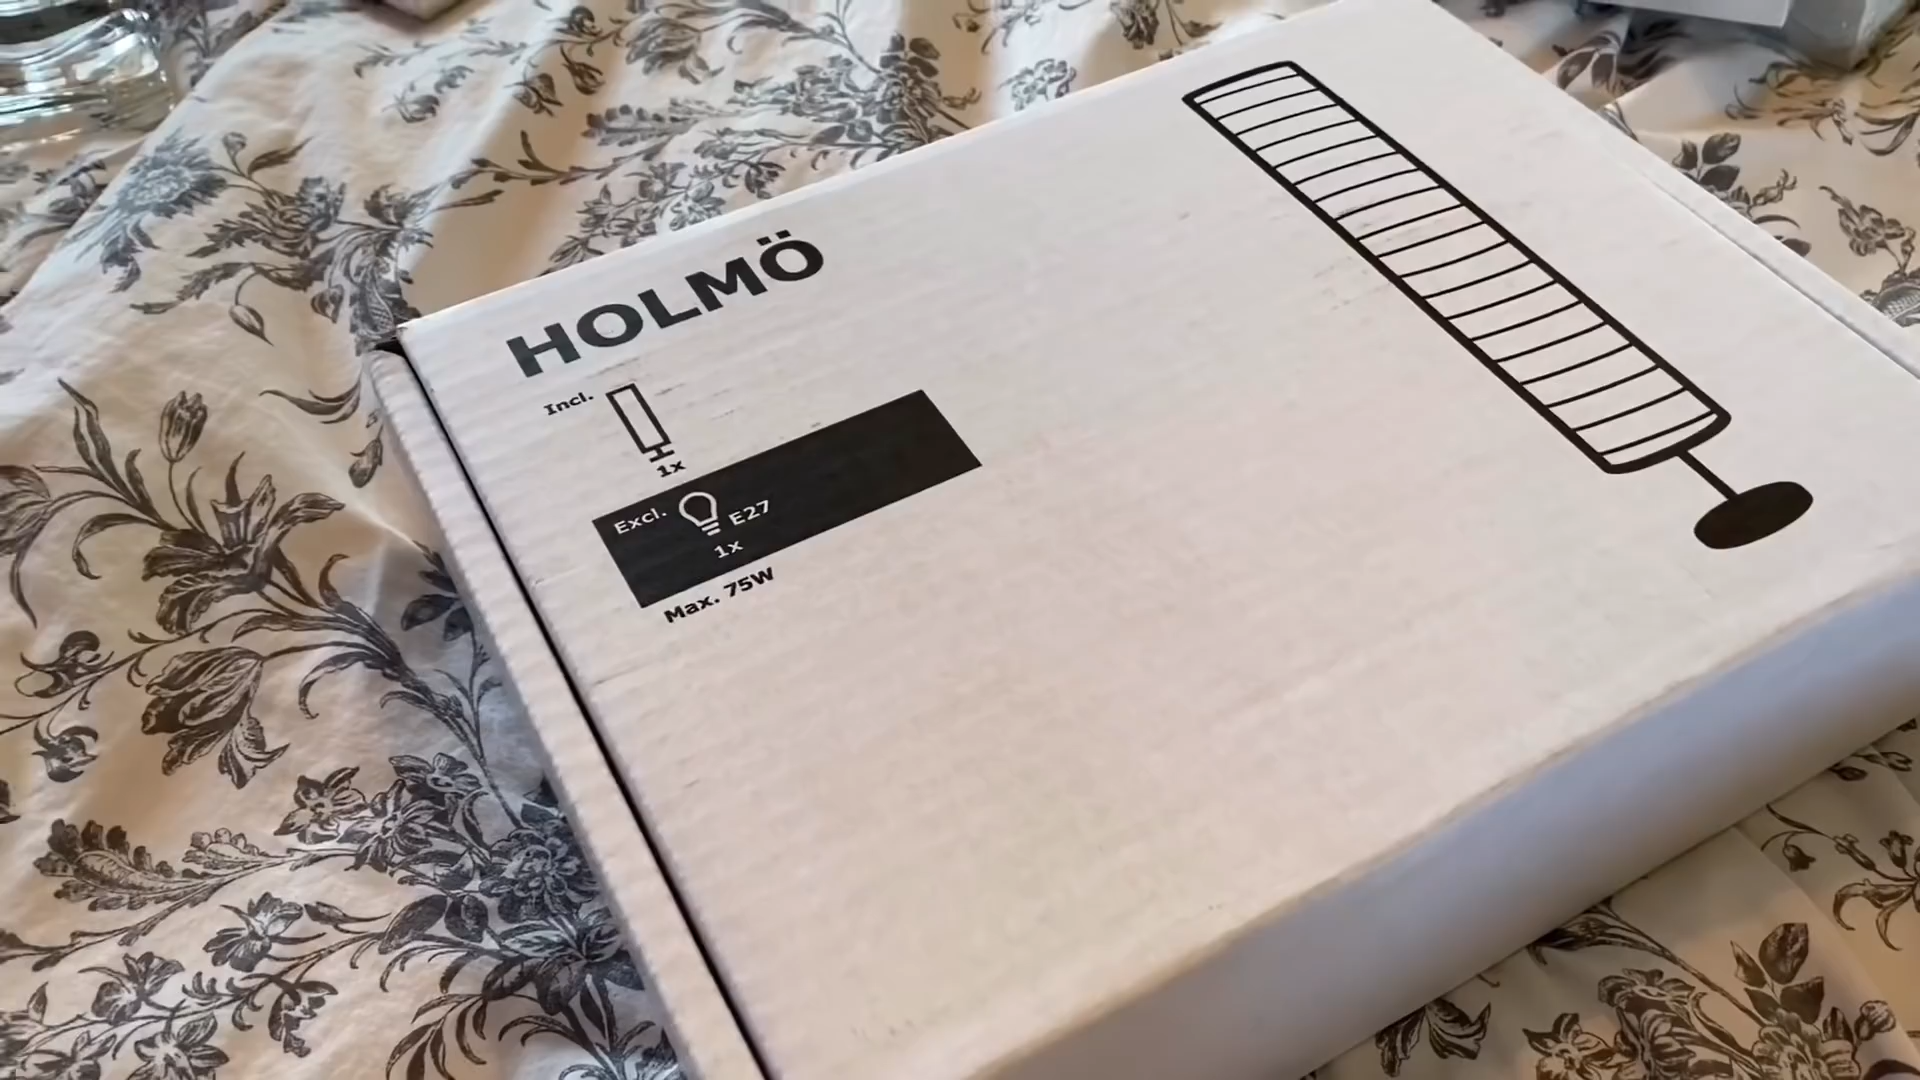 HOLMÖ
Incl.
1x
Excl. E27
1x
Max. 75W